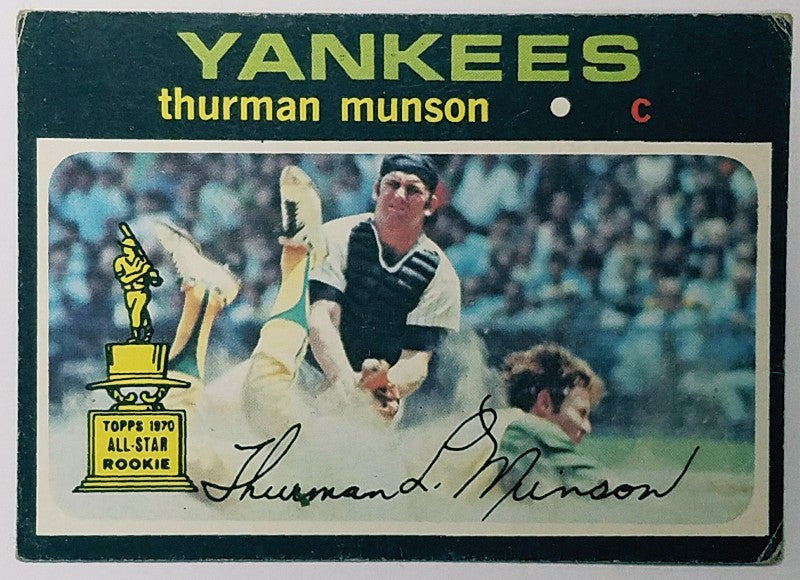 YANKEES
thurman munson • c
TOPPS 1970
ALL-STAR
ROOKIE
Thurman L. Munson